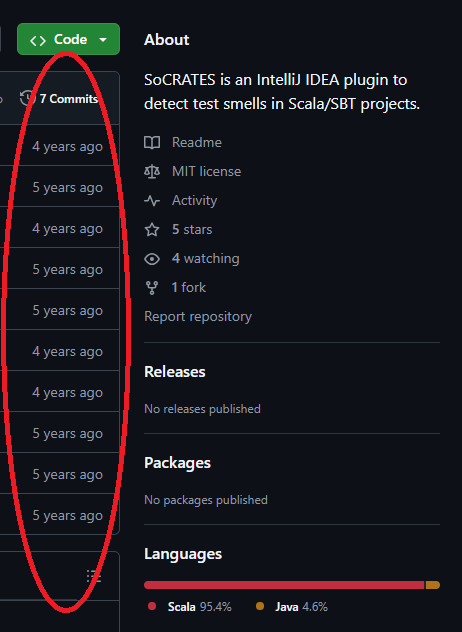 Code
7 Commits
4 years ago
5 years ago
4 years ago
5 years ago
5 years ago
4 years ago
4 years ago
5 years ago
5 years ago
5 years ago
About
SoCRATES is an IntelliJ IDEA plugin to
detect test smells in Scala/SBT projects.
Readme
MIT license
Activity
5 stars
4 watching
1 fork
Report repository
Releases
No releases published
Packages
No packages published
Languages
Scala 95.4% Java 4.6%